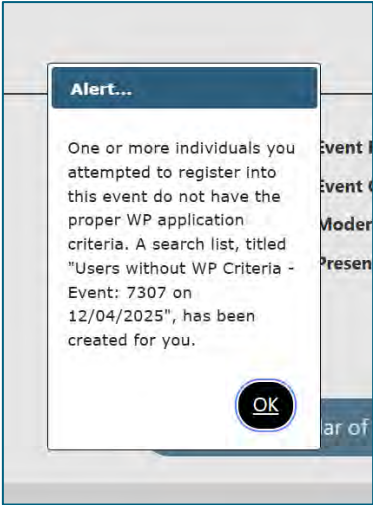 Alert...
One or more individuals you
attempted to register into
this event do not have the
proper WP application
criteria. A search list, titled
"Users without WP Criteria -
Event: 7307 on
12/04/2025", has been
created for you.
OK
Event
Event
ar of